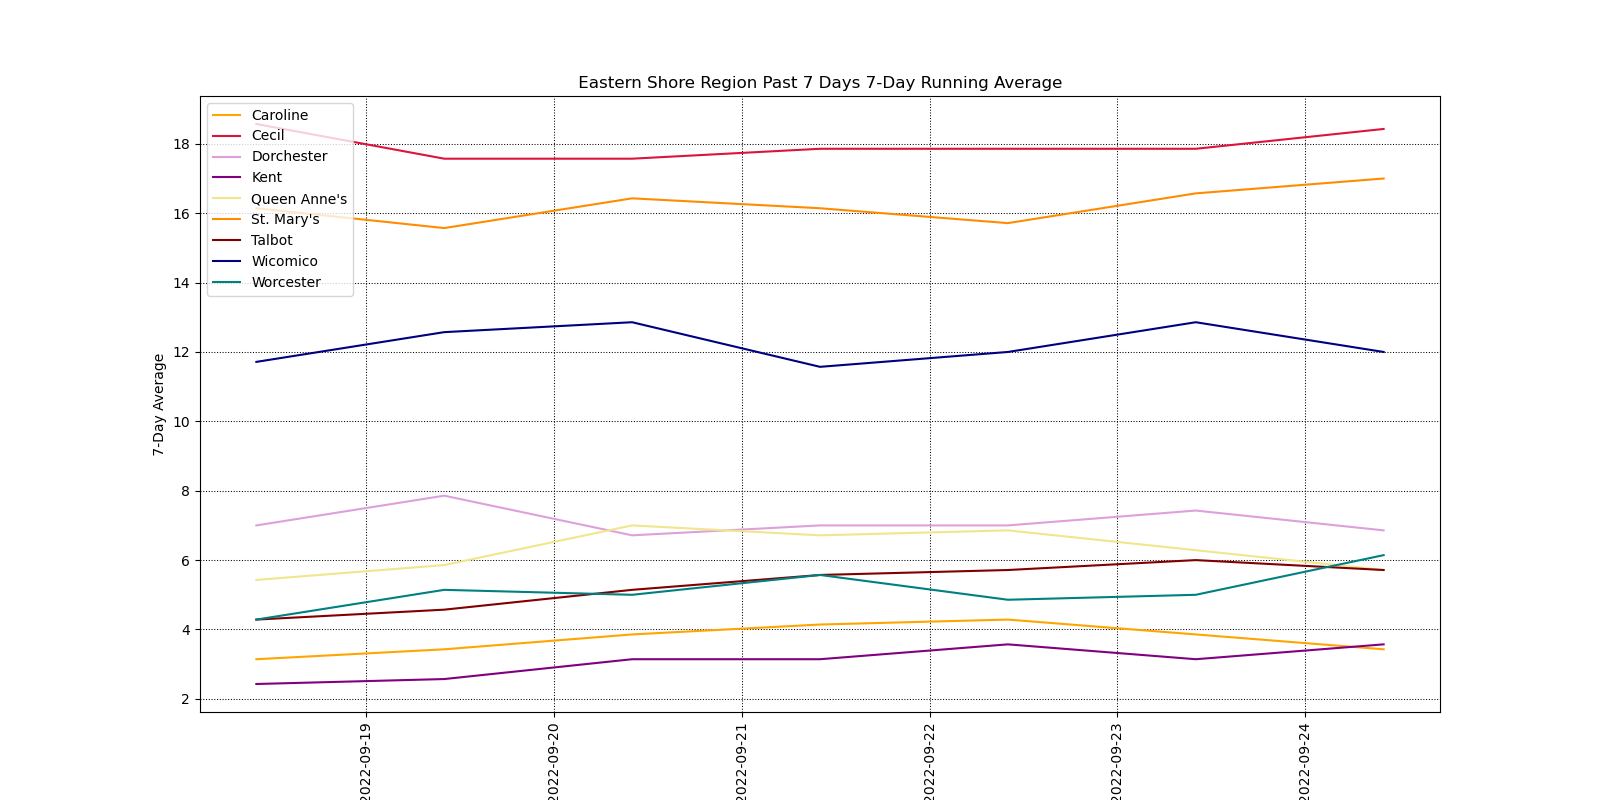 Eastern Shore Region Past 7 Days 7-Day Running Average
Caroline
Cecil
Dorchester
Kent
Queen Anne's
St. Mary's
Talbot
Wicomico
Worcester
7-Day Average
18
16
14
12
10
8
6
4
2
2022-09-19
2022-09-20
2022-09-21
2022-09-22
2022-09-23
2022-09-24